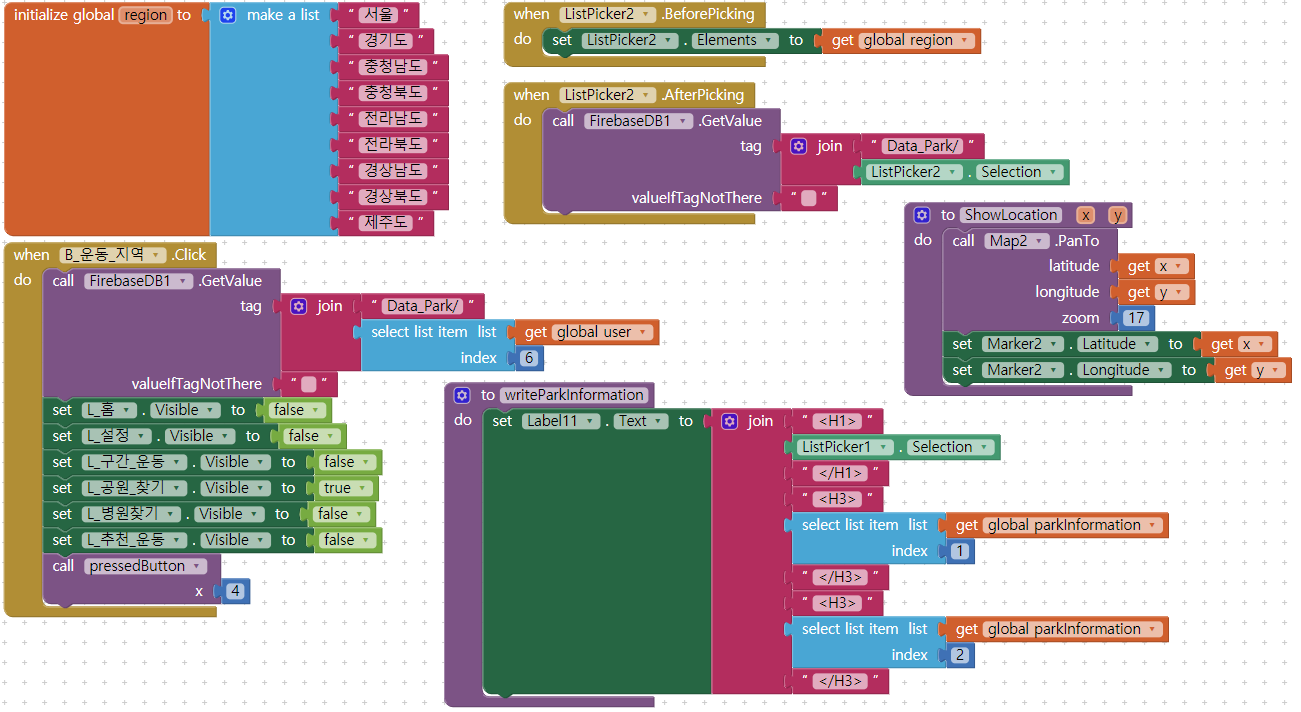 initialize global region to make a list " 서울 "
" 경기도 "
" 충청남도 "
" 충청북도 "
" 전라남도 "
" 전라북도 "
" 경상남도 "
" 경상북도 "
" 제주도 "
when ListPicker2 .BeforePicking
do set ListPicker2 . Elements to get global region
when ListPicker2 .AfterPicking
do call FirebaseDB1 .GetValue
tag join " Data_Park/ "
ListPicker2 . Selection
valueIfTagNotThere " "
to ShowLocation x y
do call Map2 .PanTo
latitude get x
longitude get y
zoom 17
set Marker2 . Latitude to get x
set Marker2 . Longitude to get y
when B_운동_지역 .Click
do call FirebaseDB1 .GetValue
tag join " Data_Park/ "
select list item list get global user
index 6
valueIfTagNotThere " "
set L_홈 . Visible to false
set L_설정 . Visible to false
set L_구간_운동 . Visible to false
set L_공원_찾기 . Visible to true
set L_병원찾기 . Visible to false
set L_추천_운동 . Visible to false
call pressedButton
x 4
to writeParkInformation
do set Label11 . Text to join " <H1> "
ListPicker1 . Selection
" </H1> "
" <H3> "
select list item list get global parkInformation
index 1
" </H3> "
" <H3> "
select list item list get global parkInformation
index 2
" </H3> "